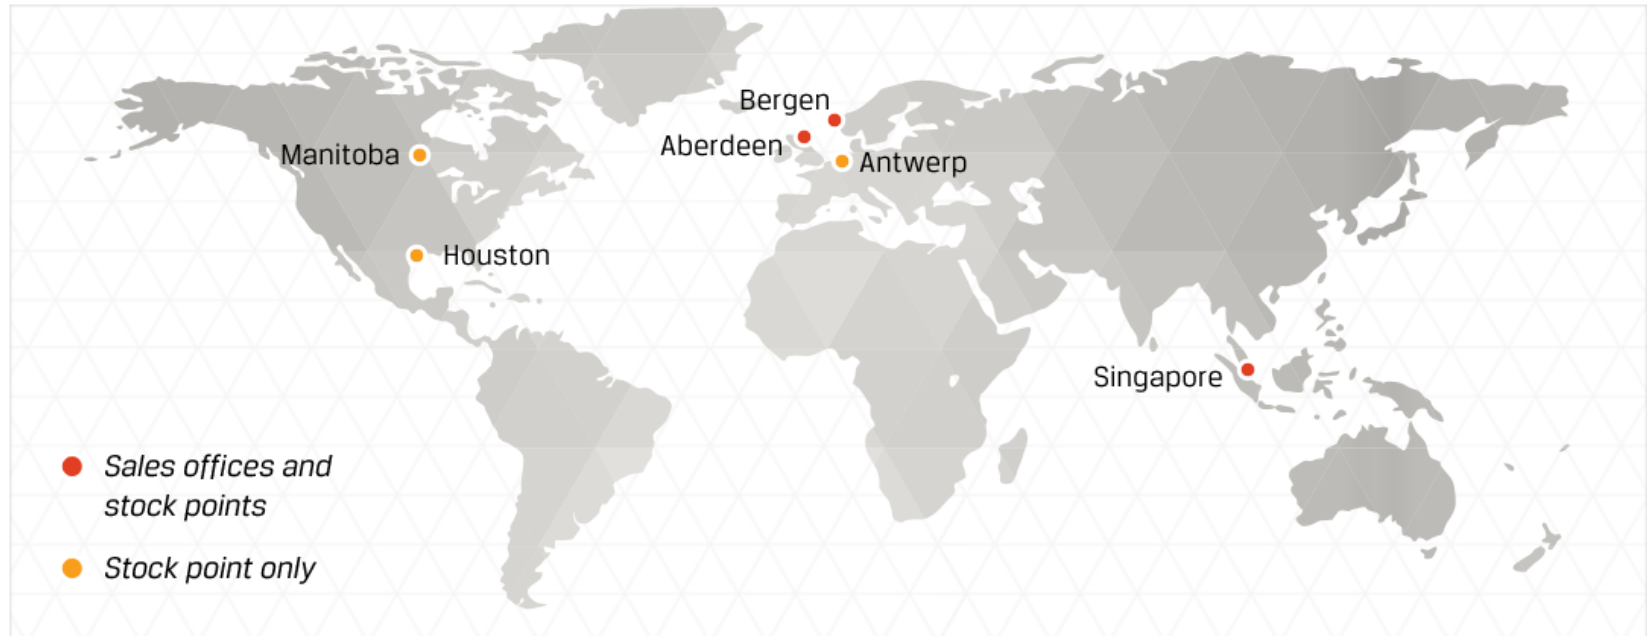 Bergen
Aberdeen
Manitoba
Antwerp
Houston
Singapore
Sales offices and
stock points
Stock point only